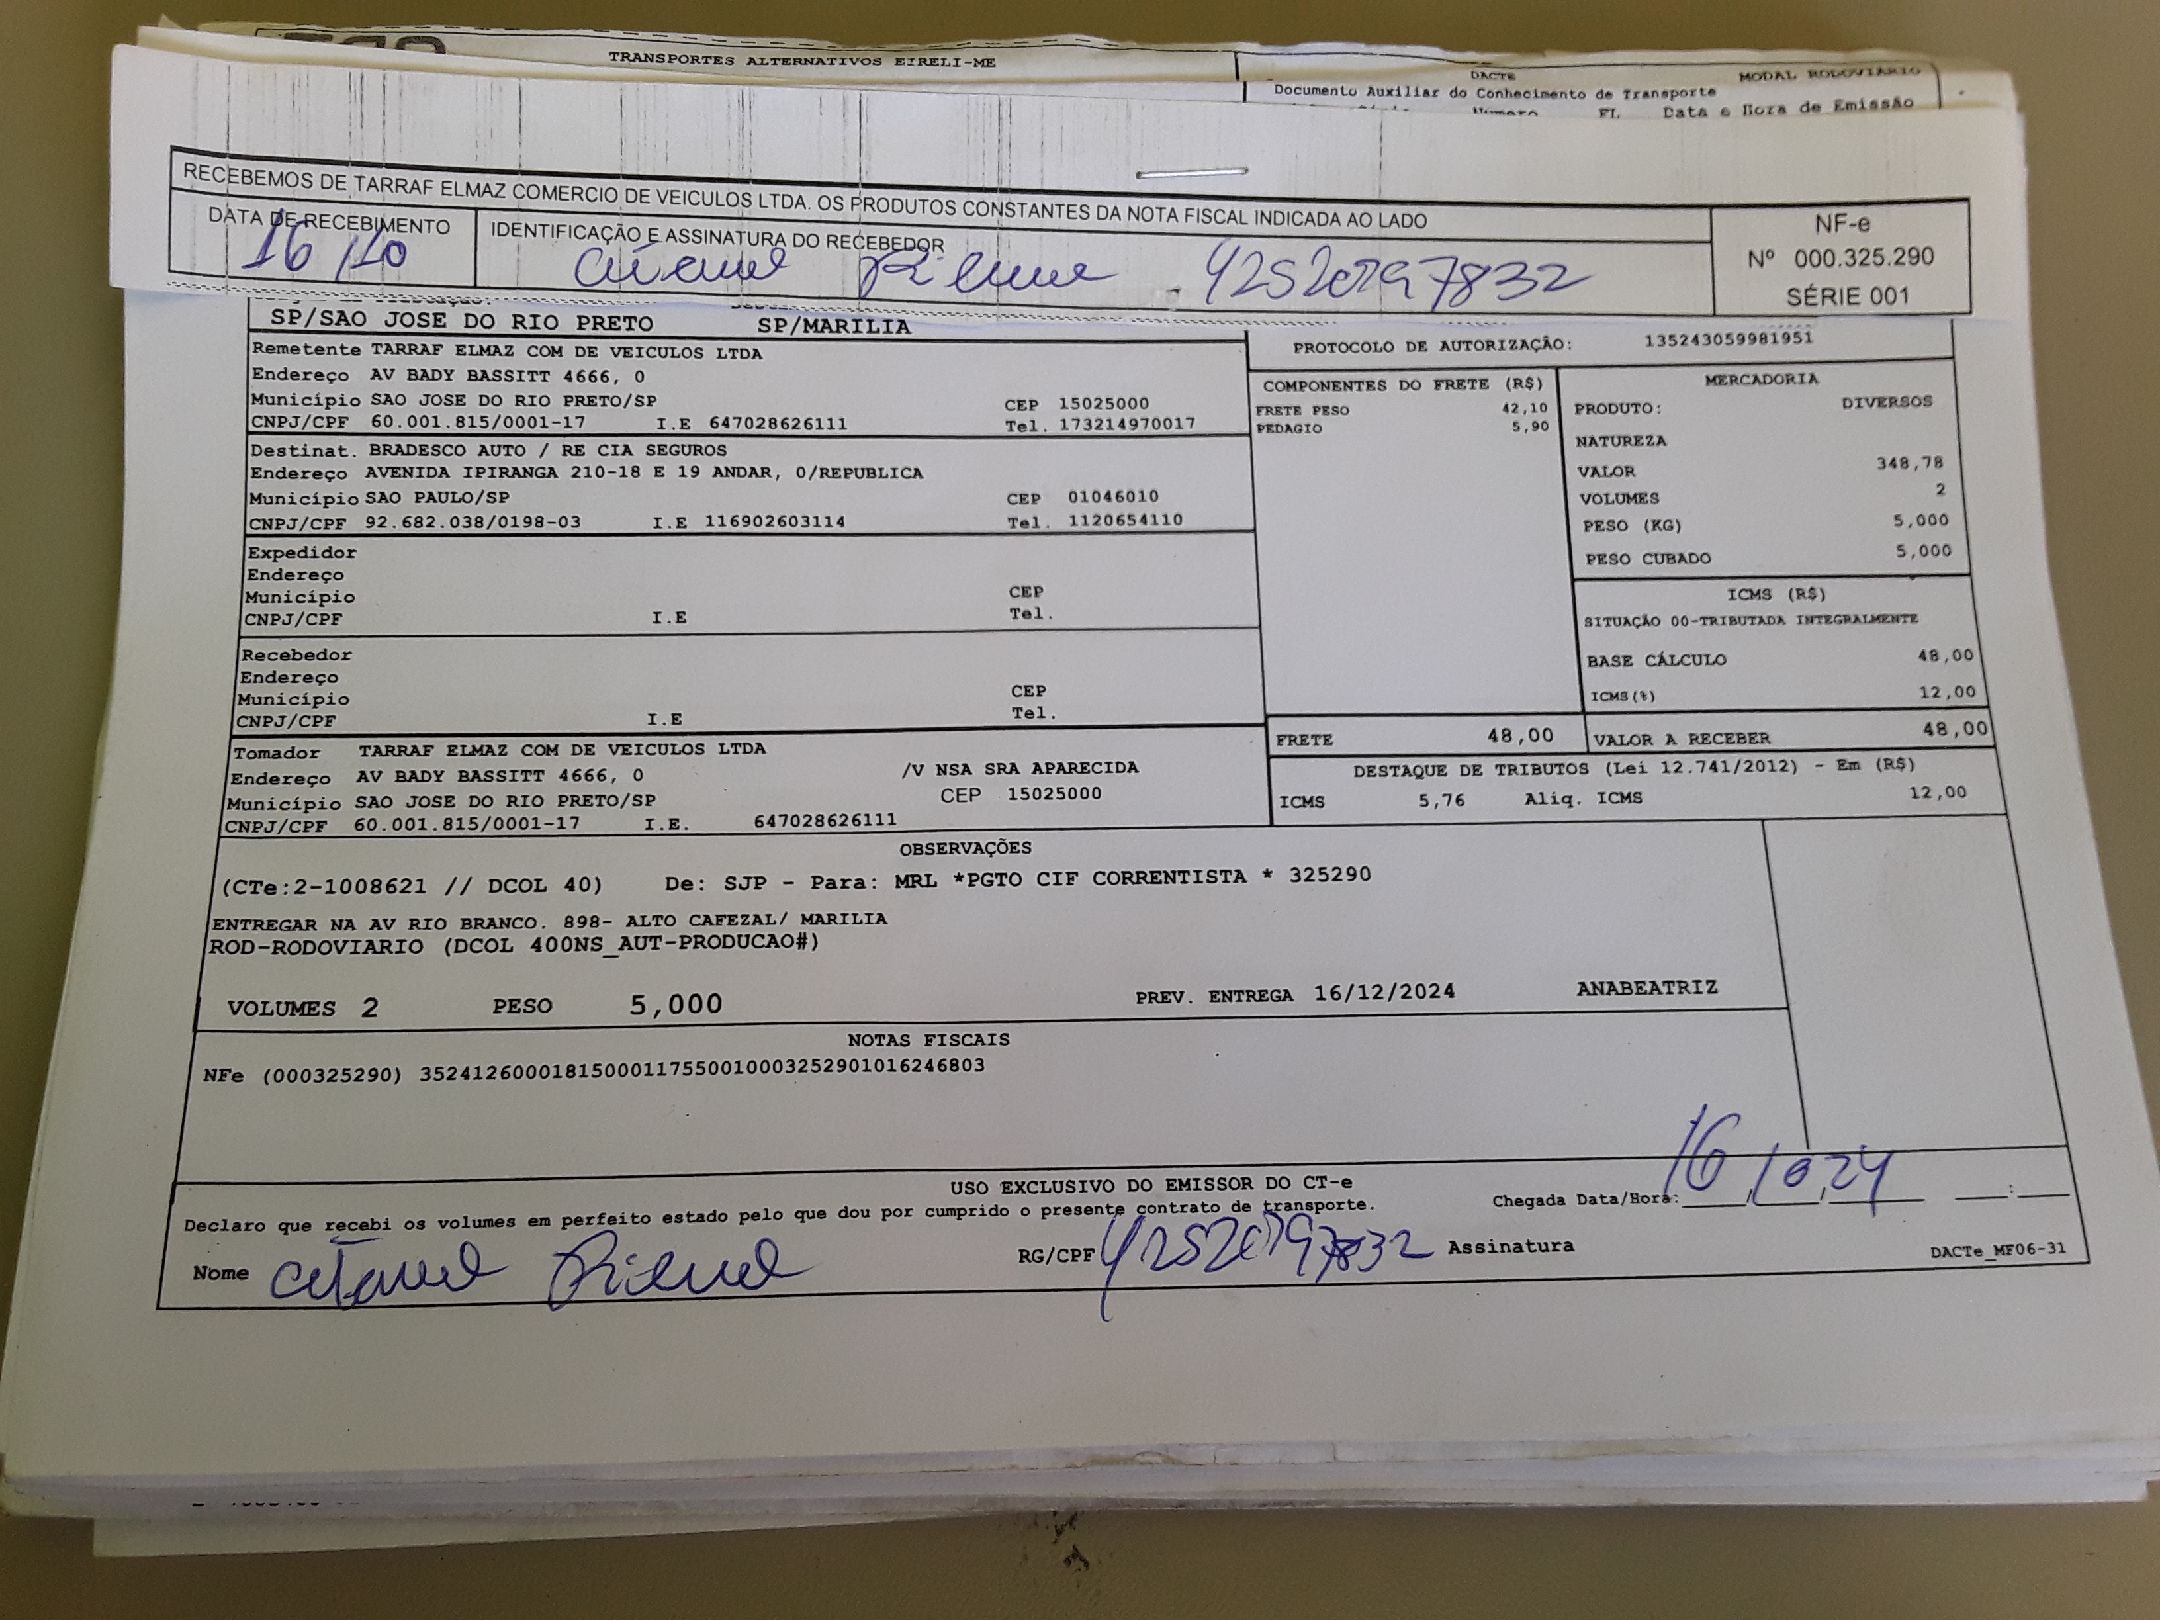 TRANSPORTES ALTERNATIVOS EIRELI-ME
DACTE MODAL RODOVIÁRIO
Documento Auxiliar do Conhecimento de Transporte
Número FL Data e Hora de Emissão
RECEBEMOS DE TARRAF ELMAZ COMERCIO DE VEICULOS LTDA. OS PRODUTOS CONSTANTES DA NOTA FISCAL INDICADA AO LADO
DATA DE RECEBIMENTO
16/10
IDENTIFICAÇÃO E ASSINATURA DO RECEBEDOR
42520797832
NF-e
Nº 000.325.290
SÉRIE 001
SP/SAO JOSE DO RIO PRETO SP/MARILIA
Remetente TARRAF ELMAZ COM DE VEICULOS LTDA
Endereço AV BADY BASSITT 4666, 0
Município SAO JOSE DO RIO PRETO/SP CEP 15025000
CNPJ/CPF 60.001.815/0001-17 I.E 647028626111 Tel. 173214970017
Destinat. BRADESCO AUTO / RE CIA SEGUROS
Endereço AVENIDA IPIRANGA 210-18 E 19 ANDAR, 0/REPUBLICA
Município SAO PAULO/SP CEP 01046010
CNPJ/CPF 92.682.038/0198-03 I.E 116902603114 Tel. 1120654110
Expedidor
Endereço
Município CEP
CNPJ/CPF I.E Tel.
Recebedor
Endereço
Município CEP
CNPJ/CPF I.E Tel.
Tomador TARRAF ELMAZ COM DE VEICULOS LTDA
Endereço AV BADY BASSITT 4666, 0 /V NSA SRA APARECIDA
Município SAO JOSE DO RIO PRETO/SP CEP 15025000
CNPJ/CPF 60.001.815/0001-17 I.E. 647028626111
PROTOCOLO DE AUTORIZAÇÃO: 135243059981951
COMPONENTES DO FRETE (R$)
FRETE PESO 42,10
PEDAGIO 5,90
MERCADORIA
PRODUTO: DIVERSOS
NATUREZA
VALOR 348,78
VOLUMES 2
PESO (KG) 5,000
PESO CUBADO 5,000
ICMS (R$)
SITUAÇÃO 00-TRIBUTADA INTEGRALMENTE
BASE CÁLCULO 48,00
ICMS(%) 12,00
FRETE 48,00 VALOR A RECEBER 48,00
DESTAQUE DE TRIBUTOS (Lei 12.741/2012) - Em (R$)
ICMS 5,76 Aliq. ICMS 12,00
OBSERVAÇÕES
(CTe:2-1008621 // DCOL 40) De: SJP - Para: MRL *PGTO CIF CORRENTISTA * 325290
ENTREGAR NA AV RIO BRANCO. 898- ALTO CAFEZAL/ MARILIA
ROD-RODOVIARIO (DCOL 400NS_AUT-PRODUCAO#)
VOLUMES 2 PESO 5,000 PREV. ENTREGA 16/12/2024 ANABEATRIZ
NOTAS FISCAIS
NFe (000325290) 35241260001815000117550010003252901016246803
USO EXCLUSIVO DO EMISSOR DO CT-e
Declaro que recebi os volumes em perfeito estado pelo que dou por cumprido o presente contrato de transporte.
Chegada Data/Hora: 16/10/24
Nome RG/CPF 42520797832 Assinatura
DACTe_MF06-31